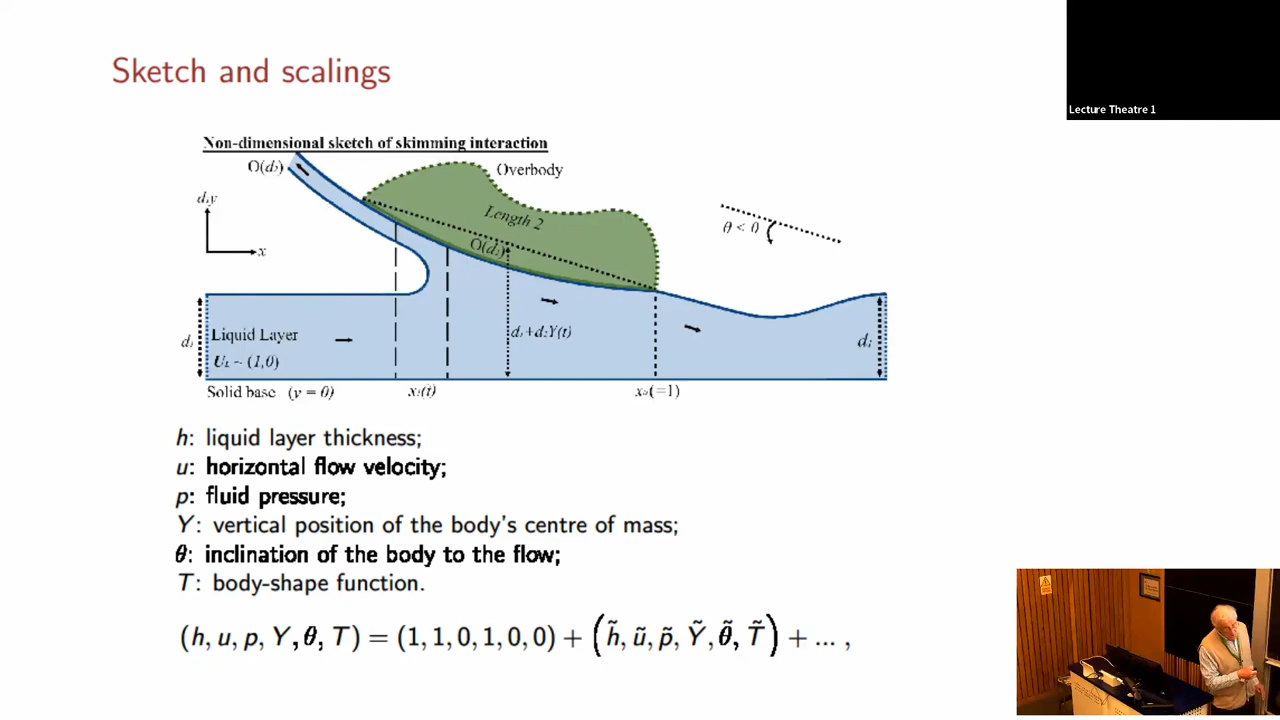 Lecture Theatre 1
Sketch and scalings
Non-dimensional sketch of skimming interaction
O(d₂)
Overbody
d₁y
x
Length 2
O(d₂)
θ < 0
d₁
Liquid Layer
U_L ~ (1,0)
d₁+d₂Y(t)
d₁
Solid base (y = 0)
x₁(t)
(=1)
h: liquid layer thickness;
u: horizontal flow velocity;
p: fluid pressure;
Y: vertical position of the body's centre of mass;
θ: inclination of the body to the flow;
T: body-shape function.
(h, u, p, Y, θ, T) = (1, 1, 0, 1, 0, 0) + (h̃, ũ, p̃, Ỹ, θ̃, T̃) + ... ,